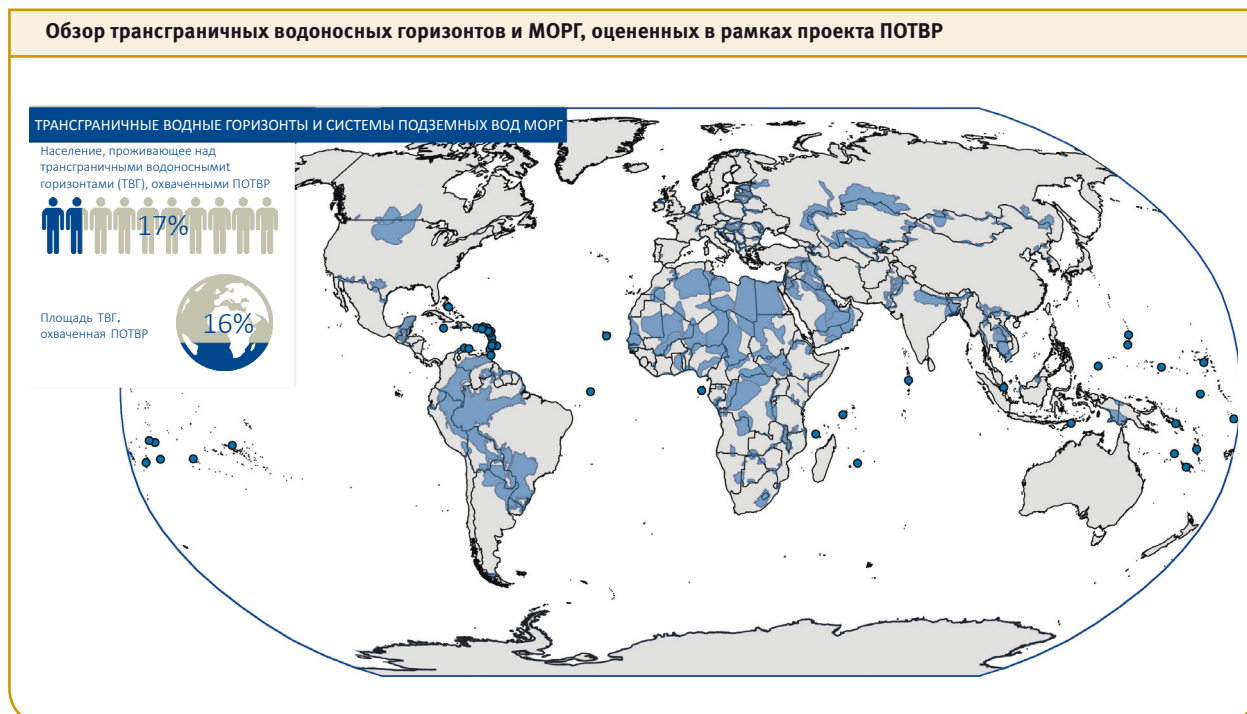 Обзор трансграничных водоносных горизонтов и МОРГ, оцененных в рамках проекта ПОТВР
ТРАНСГРАНИЧНЫЕ ВОДНЫЕ ГОРИЗОНТЫ И СИСТЕМЫ ПОДЗЕМНЫХ ВОД МОРГ
Население, проживающее над
трансграничными водоноснымиt
горизонтами (ТВГ), охваченными ПОТВР
17%
Площадь ТВГ,
охваченная ПОТВР
16%